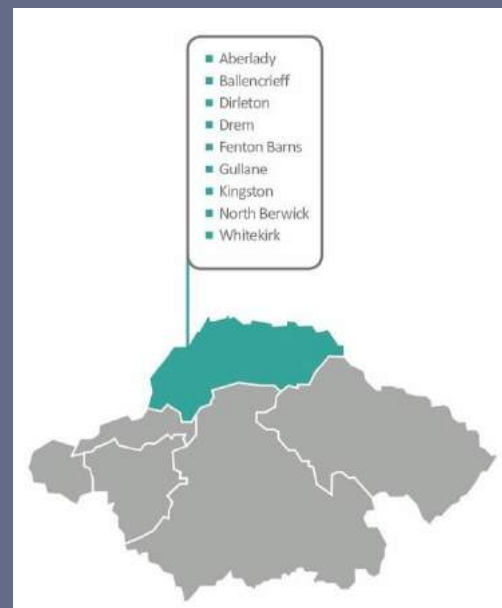 Aberlady
Ballencrieff
Dirleton
Drem
Fenton Barns
Gullane
Kingston
North Berwick
Whitekirk